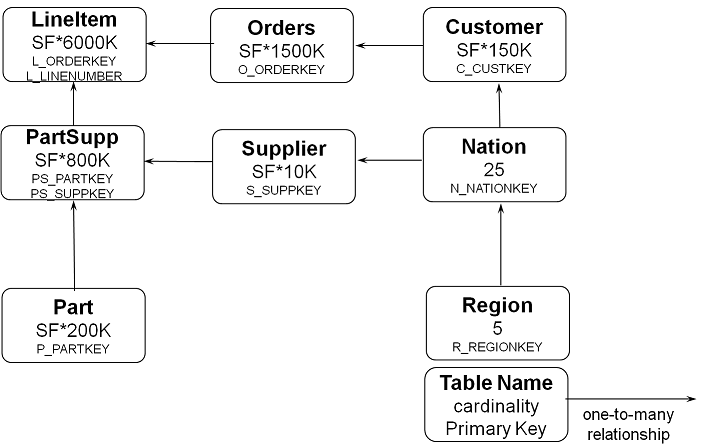 LineItem
SF*6000K
L_ORDERKEY
L_LINENUMBER
Orders
SF*1500K
O_ORDERKEY
Customer
SF*150K
C_CUSTKEY
PartSupp
SF*800K
PS_PARTKEY
PS_SUPPKEY
Supplier
SF*10K
S_SUPPKEY
Nation
25
N_NATIONKEY
Part
SF*200K
P_PARTKEY
Region
5
R_REGIONKEY
Table Name
cardinality
Primary Key
one-to-many
relationship